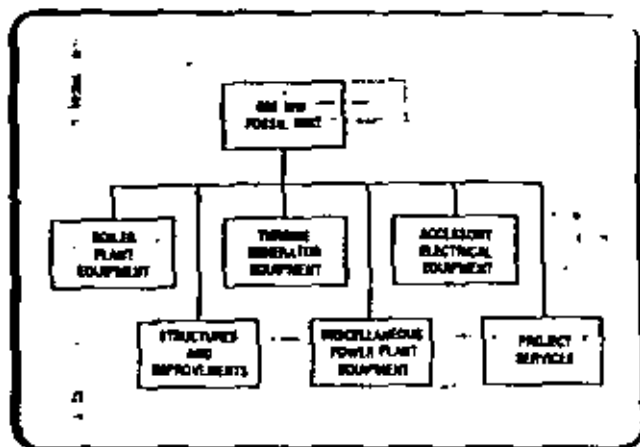 FOSSIL UNIT
BOILER
PLANT
EQUIPMENT
TURBINE
GENERATOR
EQUIPMENT
ACCESSORY
ELECTRICAL
EQUIPMENT
STRUCTURES
AND
IMPROVEMENTS
MISCELLANEOUS
POWER PLANT
EQUIPMENT
PROJECT
SERVICES